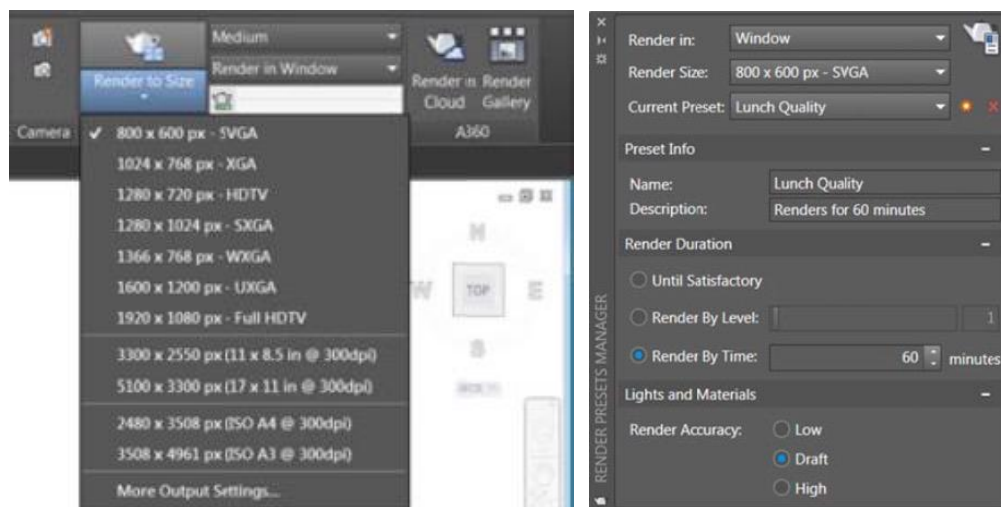 Medium
Render in Window
Render to Size
Render in Render
Cloud Gallery
Camera
A360
800 x 600 px - SVGA
1024 x 768 px - XGA
1280 x 720 px - HDTV
1280 x 1024 px - SXGA
1366 x 768 px - WXGA
1600 x 1200 px - UXGA
1920 x 1080 px - Full HDTV
3300 x 2550 px (11 x 8.5 in @ 300dpi)
5100 x 3300 px (17 x 11 in @ 300dpi)
2480 x 3508 px (ISO A4 @ 300dpi)
3508 x 4961 px (ISO A3 @ 300dpi)
More Output Settings...
N
W TOP E
S
Render in: Window
Render Size: 800 x 600 px - SVGA
Current Preset: Lunch Quality
Preset Info
Name: Lunch Quality
Description: Renders for 60 minutes
Render Duration
Until Satisfactory
Render By Level: 1
Render By Time: 60 minutes
Lights and Materials
Render Accuracy: Low
Draft
High
RENDER PRESETS MANAGER